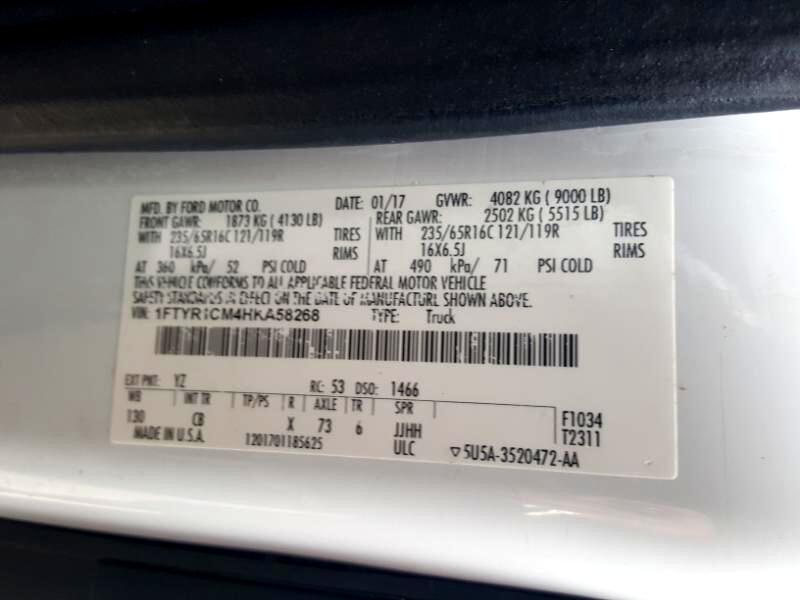 MFD. BY FORD MOTOR CO. DATE: 01/17 GVWR: 4082 KG ( 9000 LB)
FRONT GAWR: 1873 KG ( 4130 LB) REAR GAWR: 2502 KG ( 5515 LB)
WITH 235/65R16C 121/119R TIRES WITH 235/65R16C 121/119R TIRES
16X6.5J RIMS 16X6.5J RIMS
AT 360 kPa/ 52 PSI COLD AT 490 kPa/ 71 PSI COLD
THIS VEHICLE CONFORMS TO ALL APPLICABLE FEDERAL MOTOR VEHICLE
SAFETY STANDARDS IN EFFECT ON THE DATE OF MANUFACTURE SHOWN ABOVE.
VIN: 1FTYR1CM4HKA58268 TYPE: Truck
EXT PNT: YZ RC: 53 DSO: 1466
WB INT TR TP/PS R AXLE TR SPR
130 CB X 73 6 JJHH F1034
MADE IN U.S.A. 1201701185625 ULC T2311
▽5U5A-3520472-AA